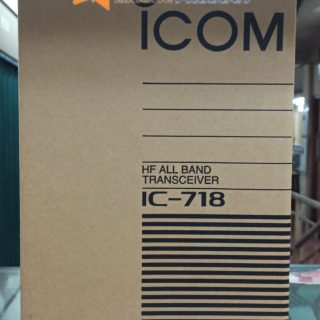 ICOM
HF ALL BAND
TRANSCEIVER
IC-718